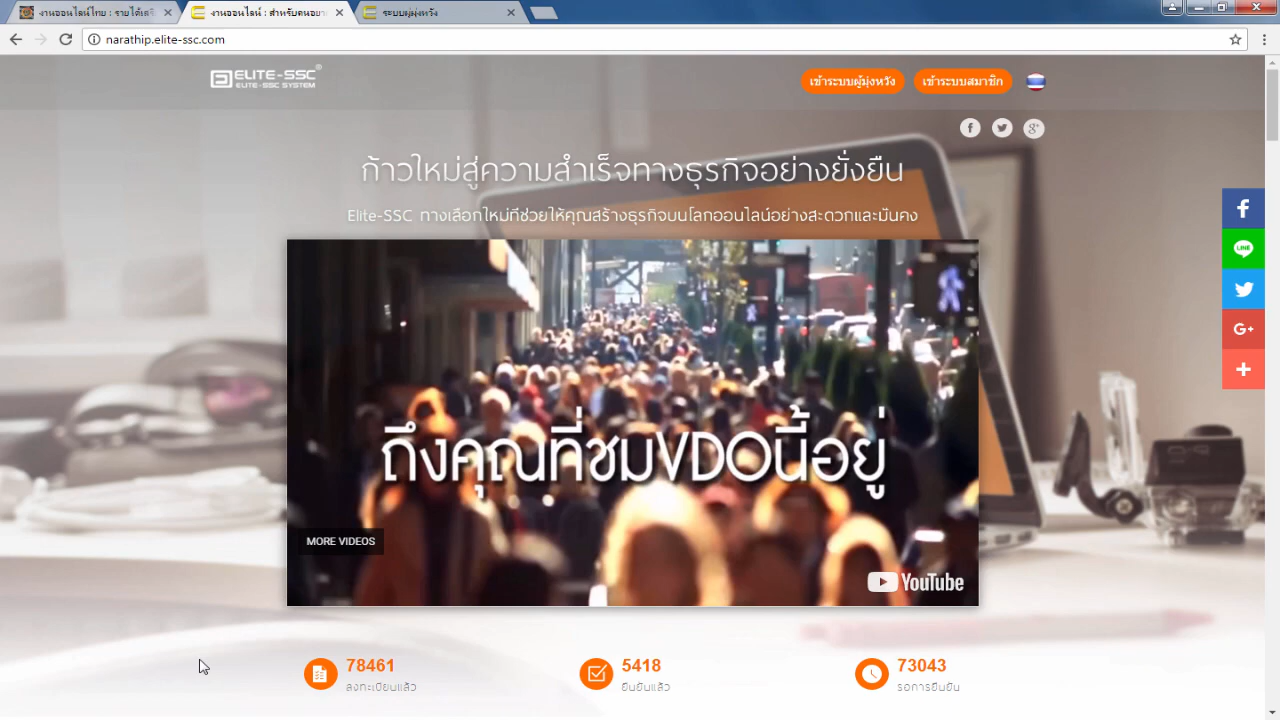 งานออนไลน์ไทย : รายได้เสริ
งานออนไลน์ : สำหรับคนอยา
ระบบผู้มุ่งหวัง
narathip.elite-ssc.com
ELITE-SSC®
ELITE-SSC SYSTEM
เข้าระบบผู้มุ่งหวัง
เข้าระบบสมาชิก
ก้าวใหม่สู่ความสำเร็จทางธุรกิจอย่างยั่งยืน
Elite-SSC ทางเลือกใหม่ที่ช่วยให้คุณสร้างธุรกิจบนโลกออนไลน์อย่างสะดวกและมั่นคง
LINE
G+
ถึงคุณที่ชมVDOนี้อยู่
MORE VIDEOS
YouTube
78461
ลงทะเบียนแล้ว
5418
ยืนยันแล้ว
73043
รอการยืนยัน